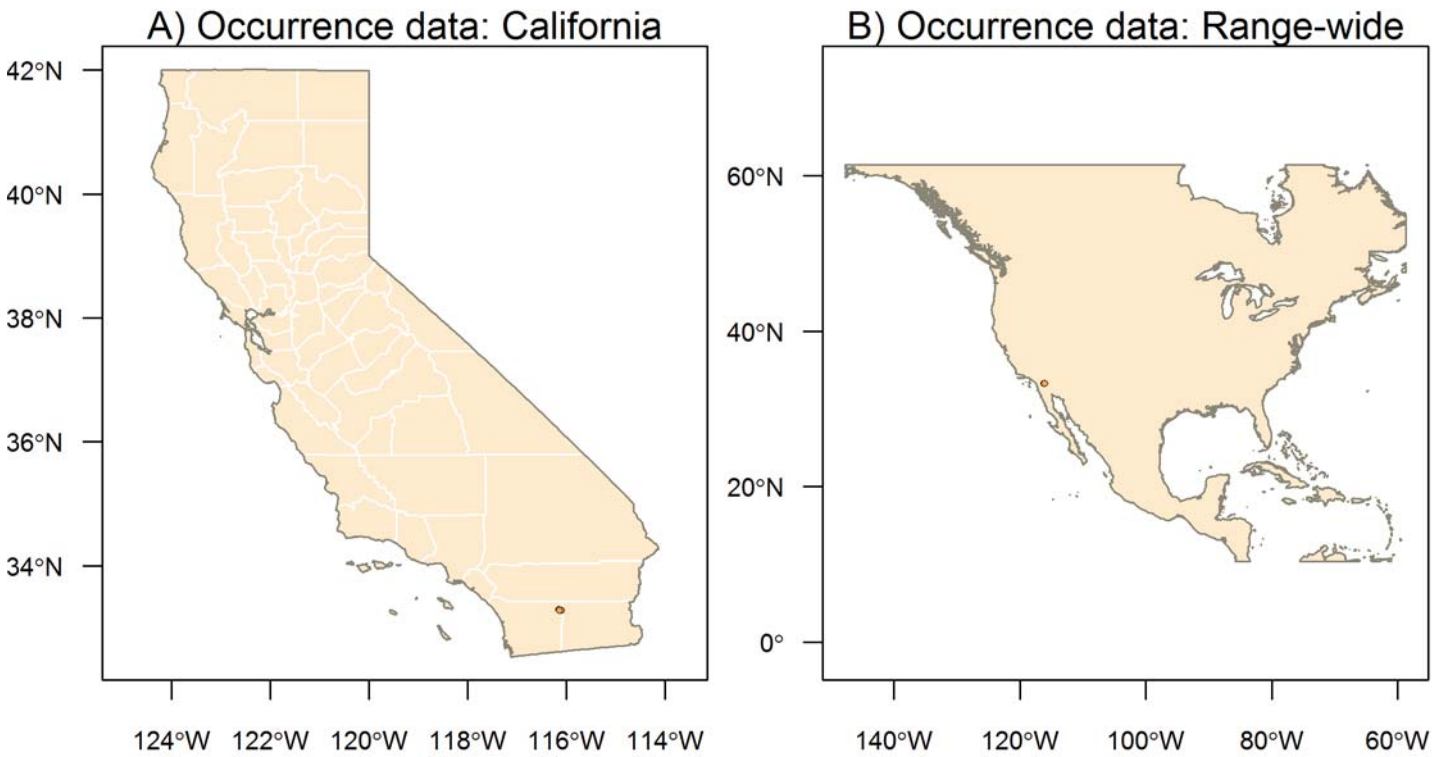 A) Occurrence data: California
42°N
40°N
38°N
36°N
34°N
124°W 122°W 120°W 118°W 116°W 114°W
B) Occurrence data: Range-wide
60°N
40°N
20°N
0°
140°W 120°W 100°W 80°W 60°W